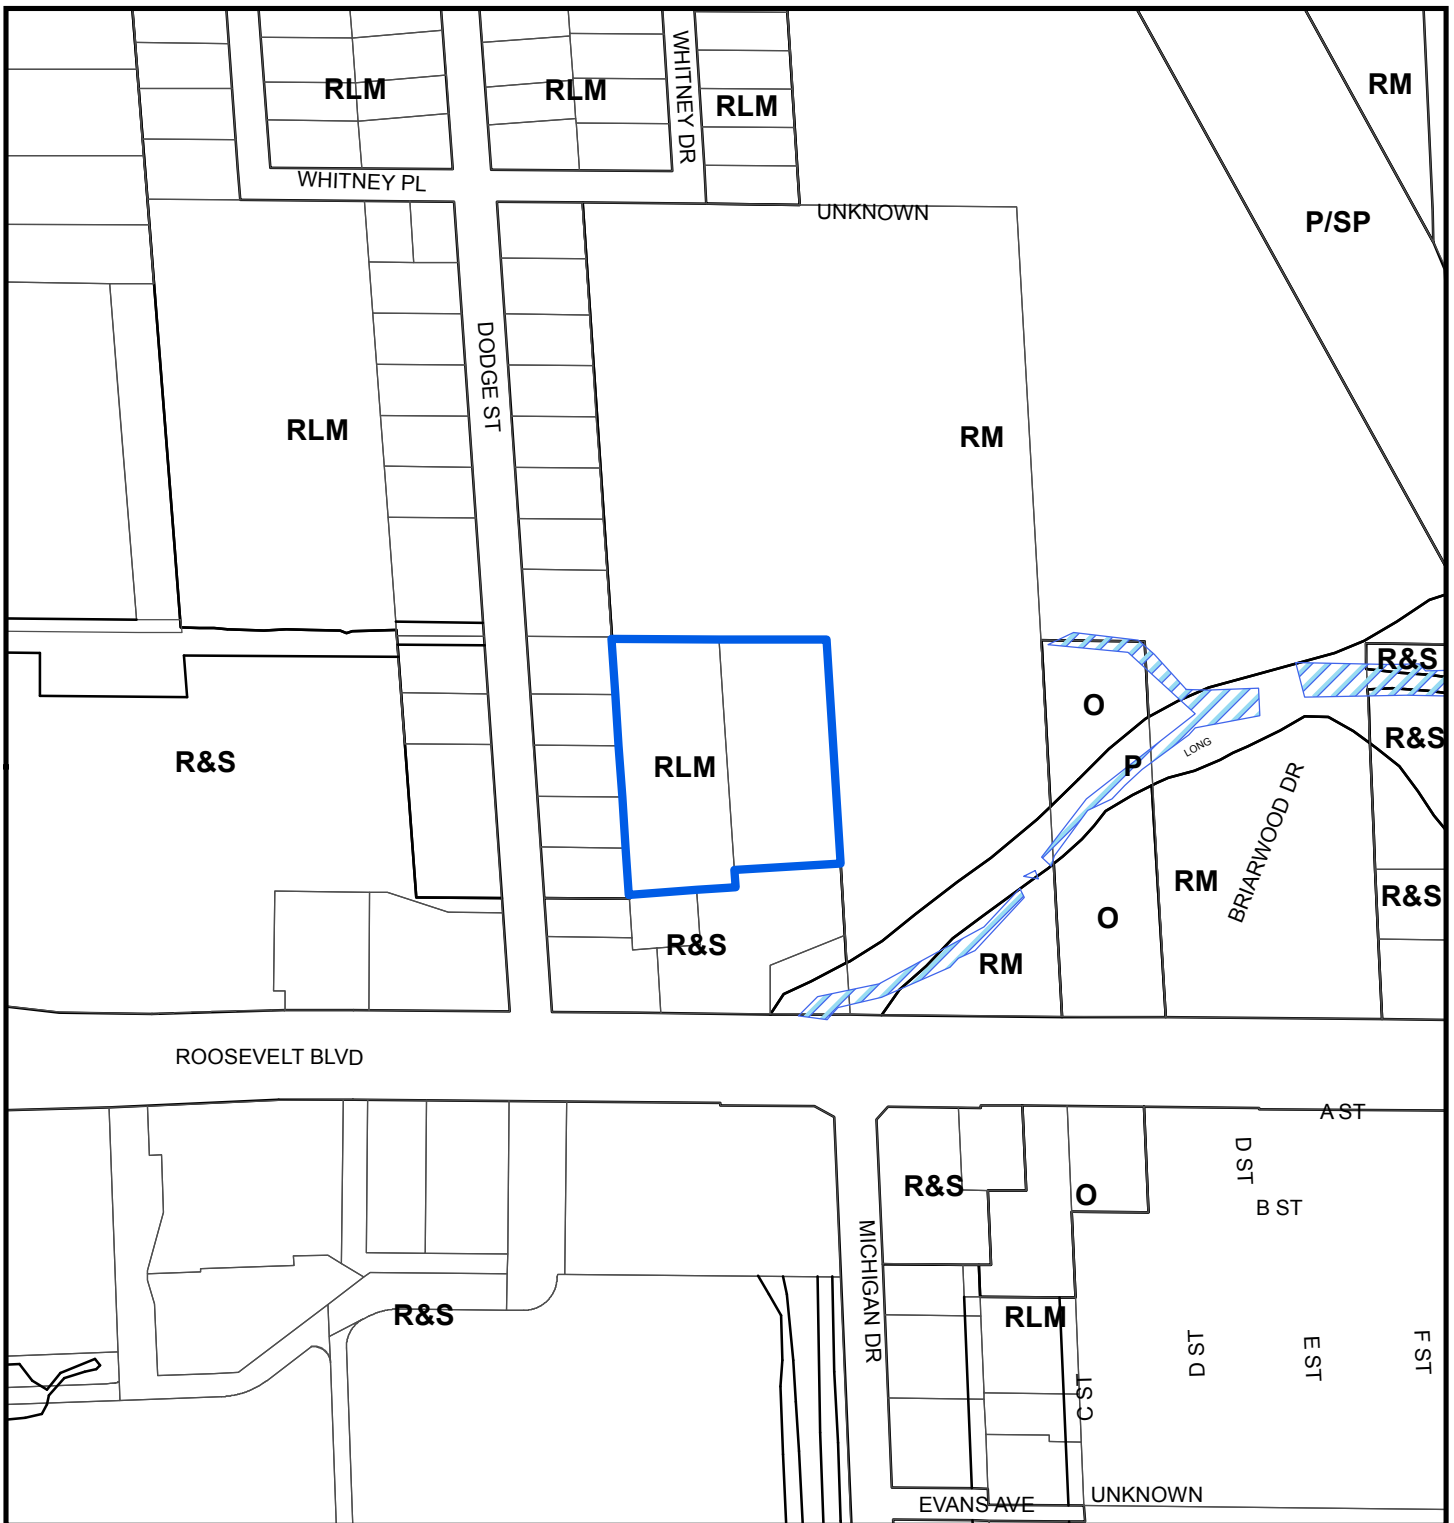 RLM
RLM
WHITNEY DR
RLM
RM
WHITNEY PL
UNKNOWN
P/SP
DODGE ST
RLM
RM
R&S
O
R&S
LONG
R&S
RLM
P
BRIARWOOD DR
RM
R&S
O
R&S
RM
ROOSEVELT BLVD
A ST
D ST
R&S
O
B ST
MICHIGAN DR
R&S
RLM
D ST
E ST
F ST
C ST
EVANS AVE
UNKNOWN